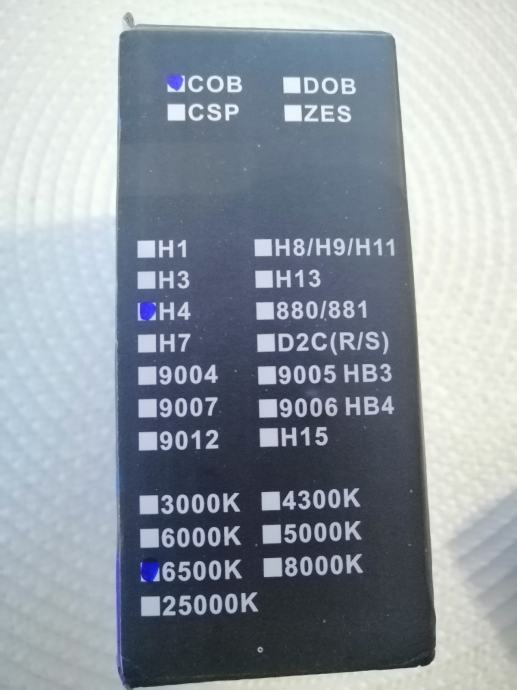 COB DOB
CSP ZES
H1 H8/H9/H11
H3 H13
H4 880/881
H7 D2C(R/S)
9004 9005 HB3
9007 9006 HB4
9012 H15
3000K 4300K
6000K 5000K
6500K 8000K
25000K